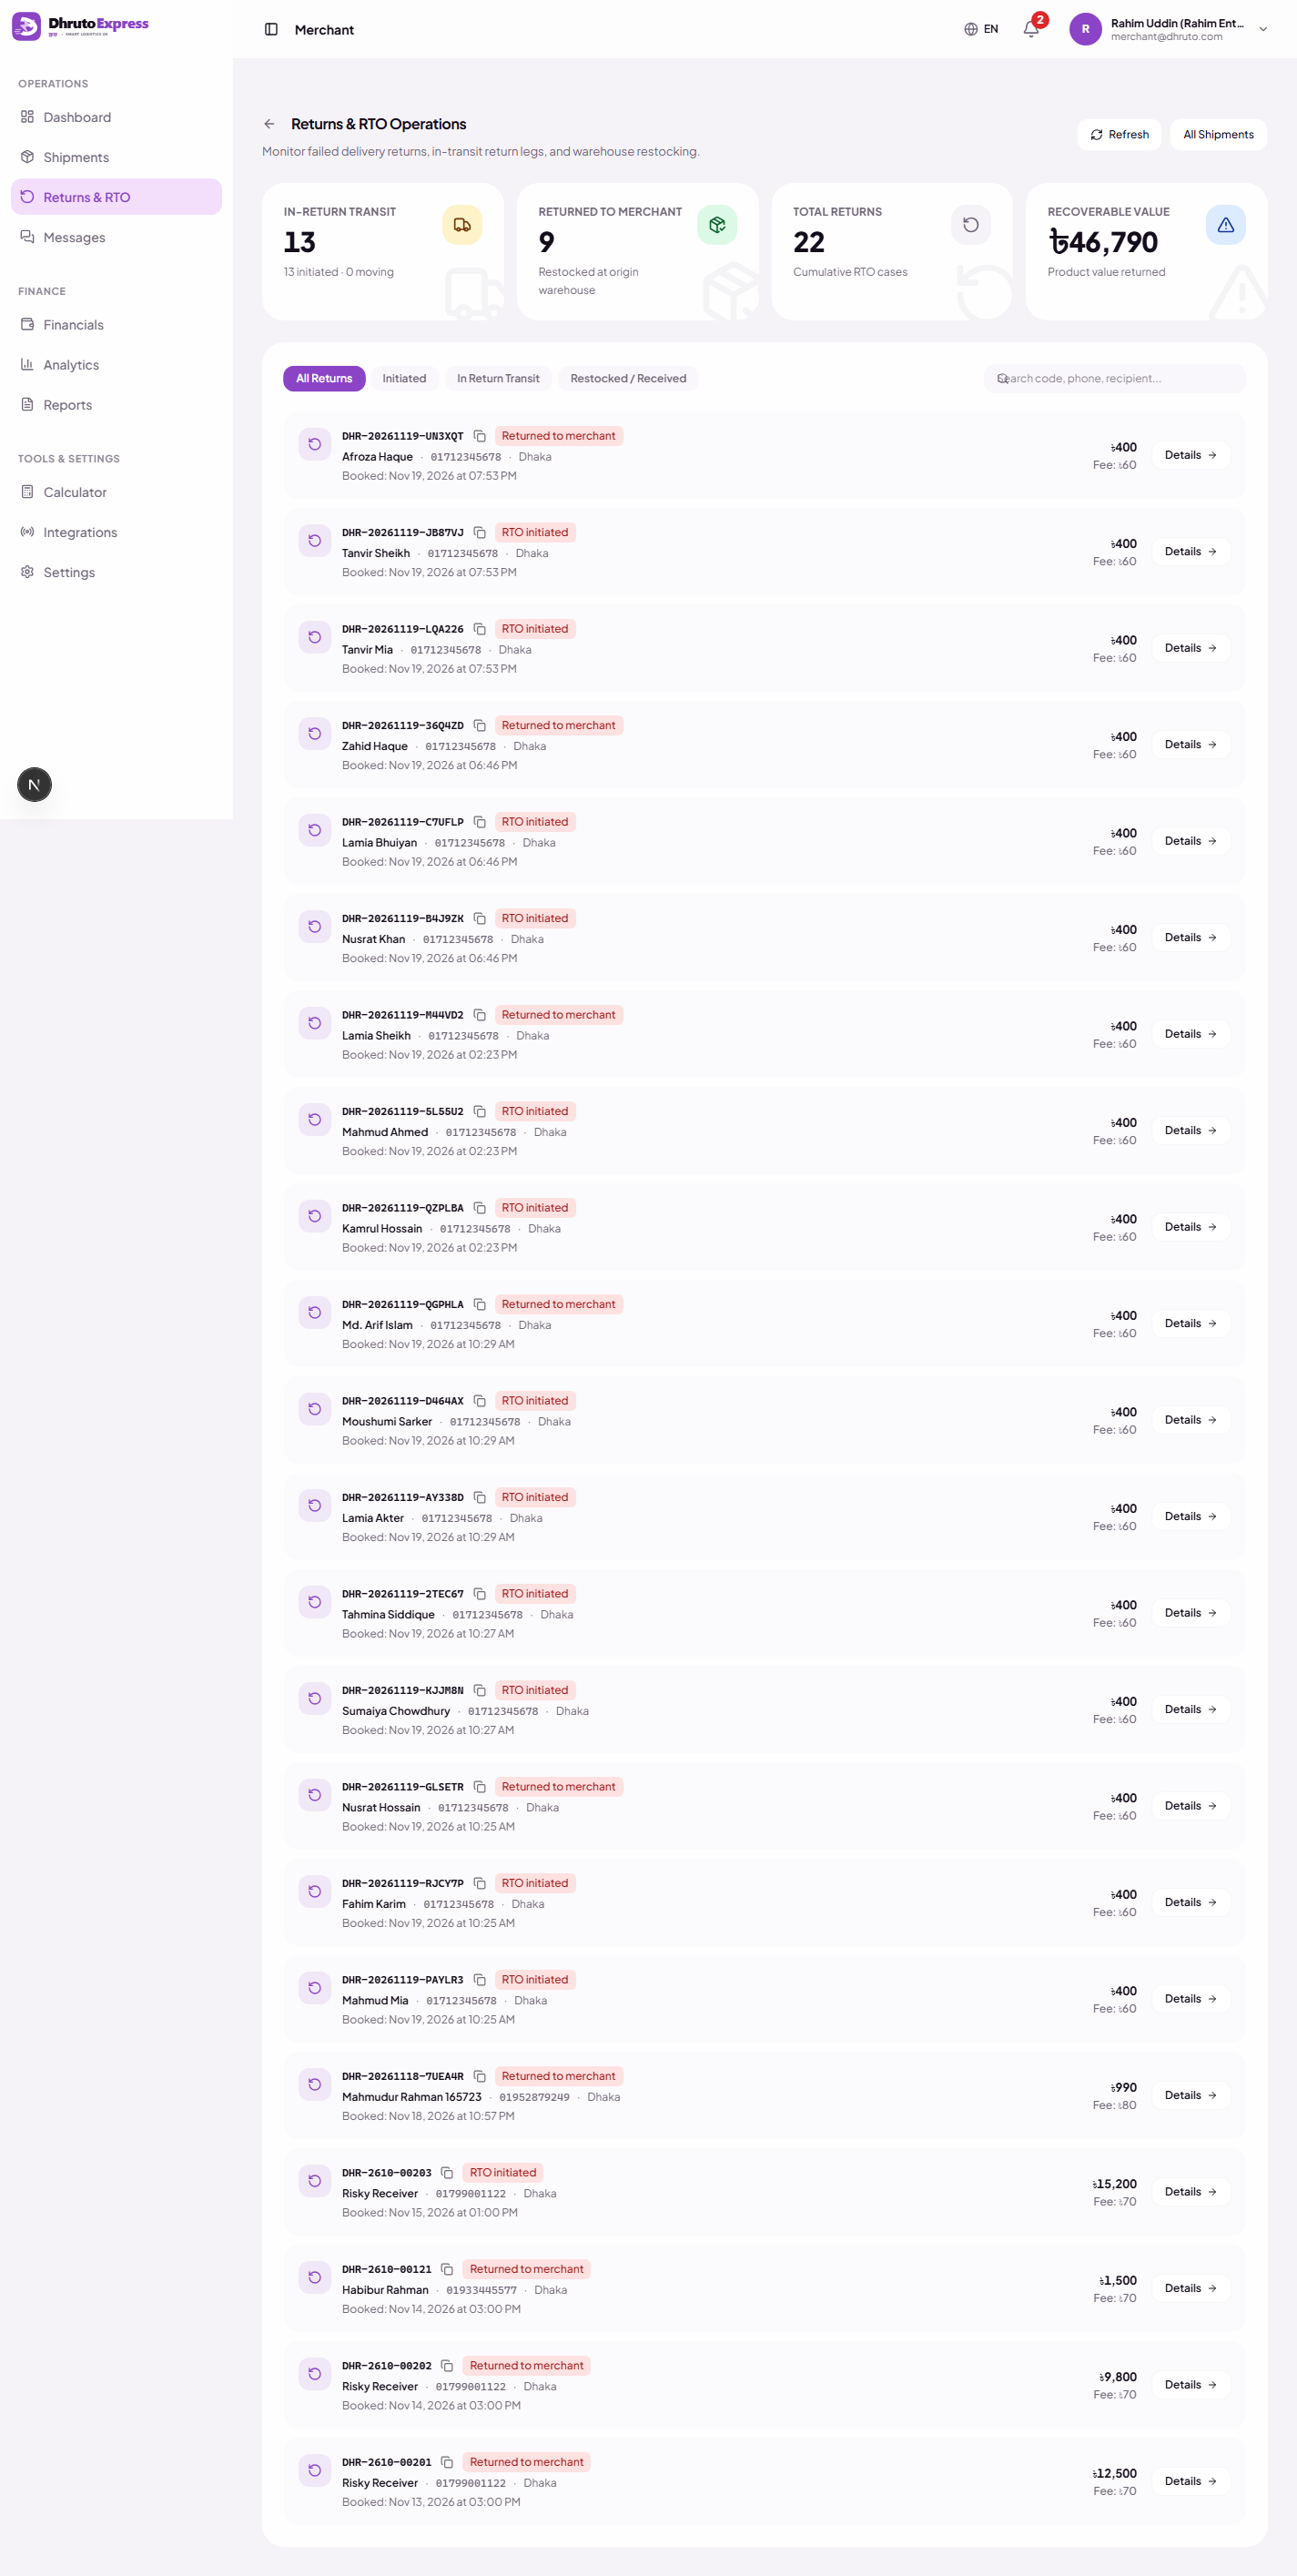 DhrutoExpress
Merchant
EN
2
R
Rahim Uddin (Rahim Ent...
merchant@dhruto.com
OPERATIONS
Dashboard
Shipments
Returns & RTO
Messages
FINANCE
Financials
Analytics
Reports
TOOLS & SETTINGS
Calculator
Integrations
Settings
N
Returns & RTO Operations
Monitor failed delivery returns, in-transit return legs, and warehouse restocking.
Refresh
All Shipments
IN-RETURN TRANSIT
13
13 initiated · 0 moving
RETURNED TO MERCHANT
9
Restocked at origin
warehouse
TOTAL RETURNS
22
Cumulative RTO cases
RECOVERABLE VALUE
৳46,790
Product value returned
All Returns
Initiated
In Return Transit
Restocked / Received
Search code, phone, recipient...
DHR-20261119-UN3XQT Returned to merchant
Afroza Haque · 01712345678 · Dhaka
Booked: Nov 19, 2026 at 07:53 PM
৳400
Fee: ৳60
Details
DHR-20261119-JB87VJ RTO initiated
Tanvir Sheikh · 01712345678 · Dhaka
Booked: Nov 19, 2026 at 07:53 PM
৳400
Fee: ৳60
Details
DHR-20261119-LQA226 RTO initiated
Tanvir Mia · 01712345678 · Dhaka
Booked: Nov 19, 2026 at 07:53 PM
৳400
Fee: ৳60
Details
DHR-20261119-36Q4ZD Returned to merchant
Zahid Haque · 01712345678 · Dhaka
Booked: Nov 19, 2026 at 06:46 PM
৳400
Fee: ৳60
Details
DHR-20261119-C7UFLP RTO initiated
Lamia Bhuiyan · 01712345678 · Dhaka
Booked: Nov 19, 2026 at 06:46 PM
৳400
Fee: ৳60
Details
DHR-20261119-B4J9ZK RTO initiated
Nusrat Khan · 01712345678 · Dhaka
Booked: Nov 19, 2026 at 06:46 PM
৳400
Fee: ৳60
Details
DHR-20261119-M44VD2 Returned to merchant
Lamia Sheikh · 01712345678 · Dhaka
Booked: Nov 19, 2026 at 02:23 PM
৳400
Fee: ৳60
Details
DHR-20261119-5L55U2 RTO initiated
Mahmud Ahmed · 01712345678 · Dhaka
Booked: Nov 19, 2026 at 02:23 PM
৳400
Fee: ৳60
Details
DHR-20261119-QZPLBA RTO initiated
Kamrul Hossain · 01712345678 · Dhaka
Booked: Nov 19, 2026 at 02:23 PM
৳400
Fee: ৳60
Details
DHR-20261119-QGPHLA Returned to merchant
Md. Arif Islam · 01712345678 · Dhaka
Booked: Nov 19, 2026 at 10:29 AM
৳400
Fee: ৳60
Details
DHR-20261119-D464AX RTO initiated
Moushumi Sarker · 01712345678 · Dhaka
Booked: Nov 19, 2026 at 10:29 AM
৳400
Fee: ৳60
Details
DHR-20261119-AY338D RTO initiated
Lamia Akter · 01712345678 · Dhaka
Booked: Nov 19, 2026 at 10:29 AM
৳400
Fee: ৳60
Details
DHR-20261119-2TEC67 RTO initiated
Tahmina Siddique · 01712345678 · Dhaka
Booked: Nov 19, 2026 at 10:27 AM
৳400
Fee: ৳60
Details
DHR-20261119-KJJM8N RTO initiated
Sumaiya Chowdhury · 01712345678 · Dhaka
Booked: Nov 19, 2026 at 10:27 AM
৳400
Fee: ৳60
Details
DHR-20261119-GLSETR Returned to merchant
Nusrat Hossain · 01712345678 · Dhaka
Booked: Nov 19, 2026 at 10:25 AM
৳400
Fee: ৳60
Details
DHR-20261119-RJCY7P RTO initiated
Fahim Karim · 01712345678 · Dhaka
Booked: Nov 19, 2026 at 10:25 AM
৳400
Fee: ৳60
Details
DHR-20261119-PAYLR3 RTO initiated
Mahmud Mia · 01712345678 · Dhaka
Booked: Nov 19, 2026 at 10:25 AM
৳400
Fee: ৳60
Details
DHR-20261118-7UEA4R Returned to merchant
Mahmudur Rahman 165723 · 01952879249 · Dhaka
Booked: Nov 18, 2026 at 10:57 PM
৳990
Fee: ৳80
Details
DHR-2610-00203 RTO initiated
Risky Receiver · 01799001122 · Dhaka
Booked: Nov 15, 2026 at 01:00 PM
৳15,200
Fee: ৳70
Details
DHR-2610-00121 Returned to merchant
Habibur Rahman · 01933445577 · Dhaka
Booked: Nov 14, 2026 at 03:00 PM
৳1,500
Fee: ৳70
Details
DHR-2610-00202 Returned to merchant
Risky Receiver · 01799001122 · Dhaka
Booked: Nov 14, 2026 at 03:00 PM
৳9,800
Fee: ৳70
Details
DHR-2610-00201 Returned to merchant
Risky Receiver · 01799001122 · Dhaka
Booked: Nov 13, 2026 at 03:00 PM
৳12,500
Fee: ৳70
Details